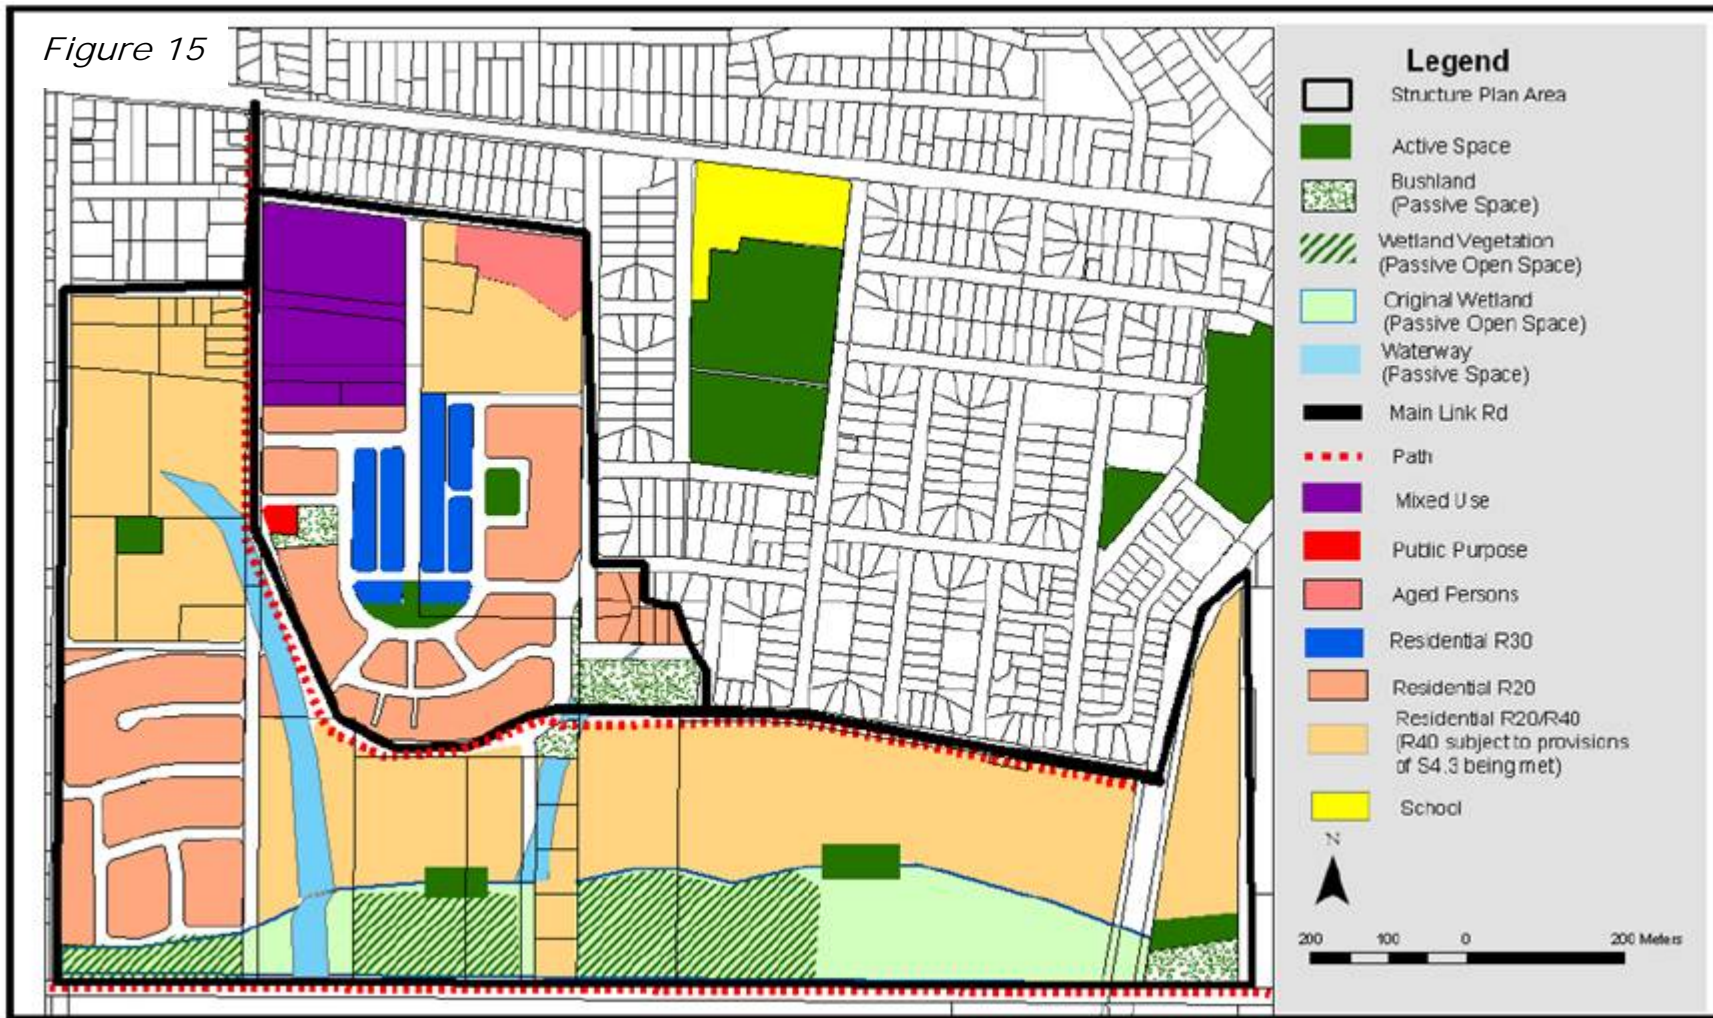 Figure 15
Legend
Structure Plan Area
Active Space
Bushland
(Passive Space)
Wetland Vegetation
(Passive Open Space)
Original Wetland
(Passive Open Space)
Waterway
(Passive Space)
Main Link Rd
Path
Mixed Use
Public Purpose
Aged Persons
Residential R30
Residential R20
Residential R20/R40
(R40 subject to provisions
of S4.3 being met)
School
N
200 100 0 200 Meters